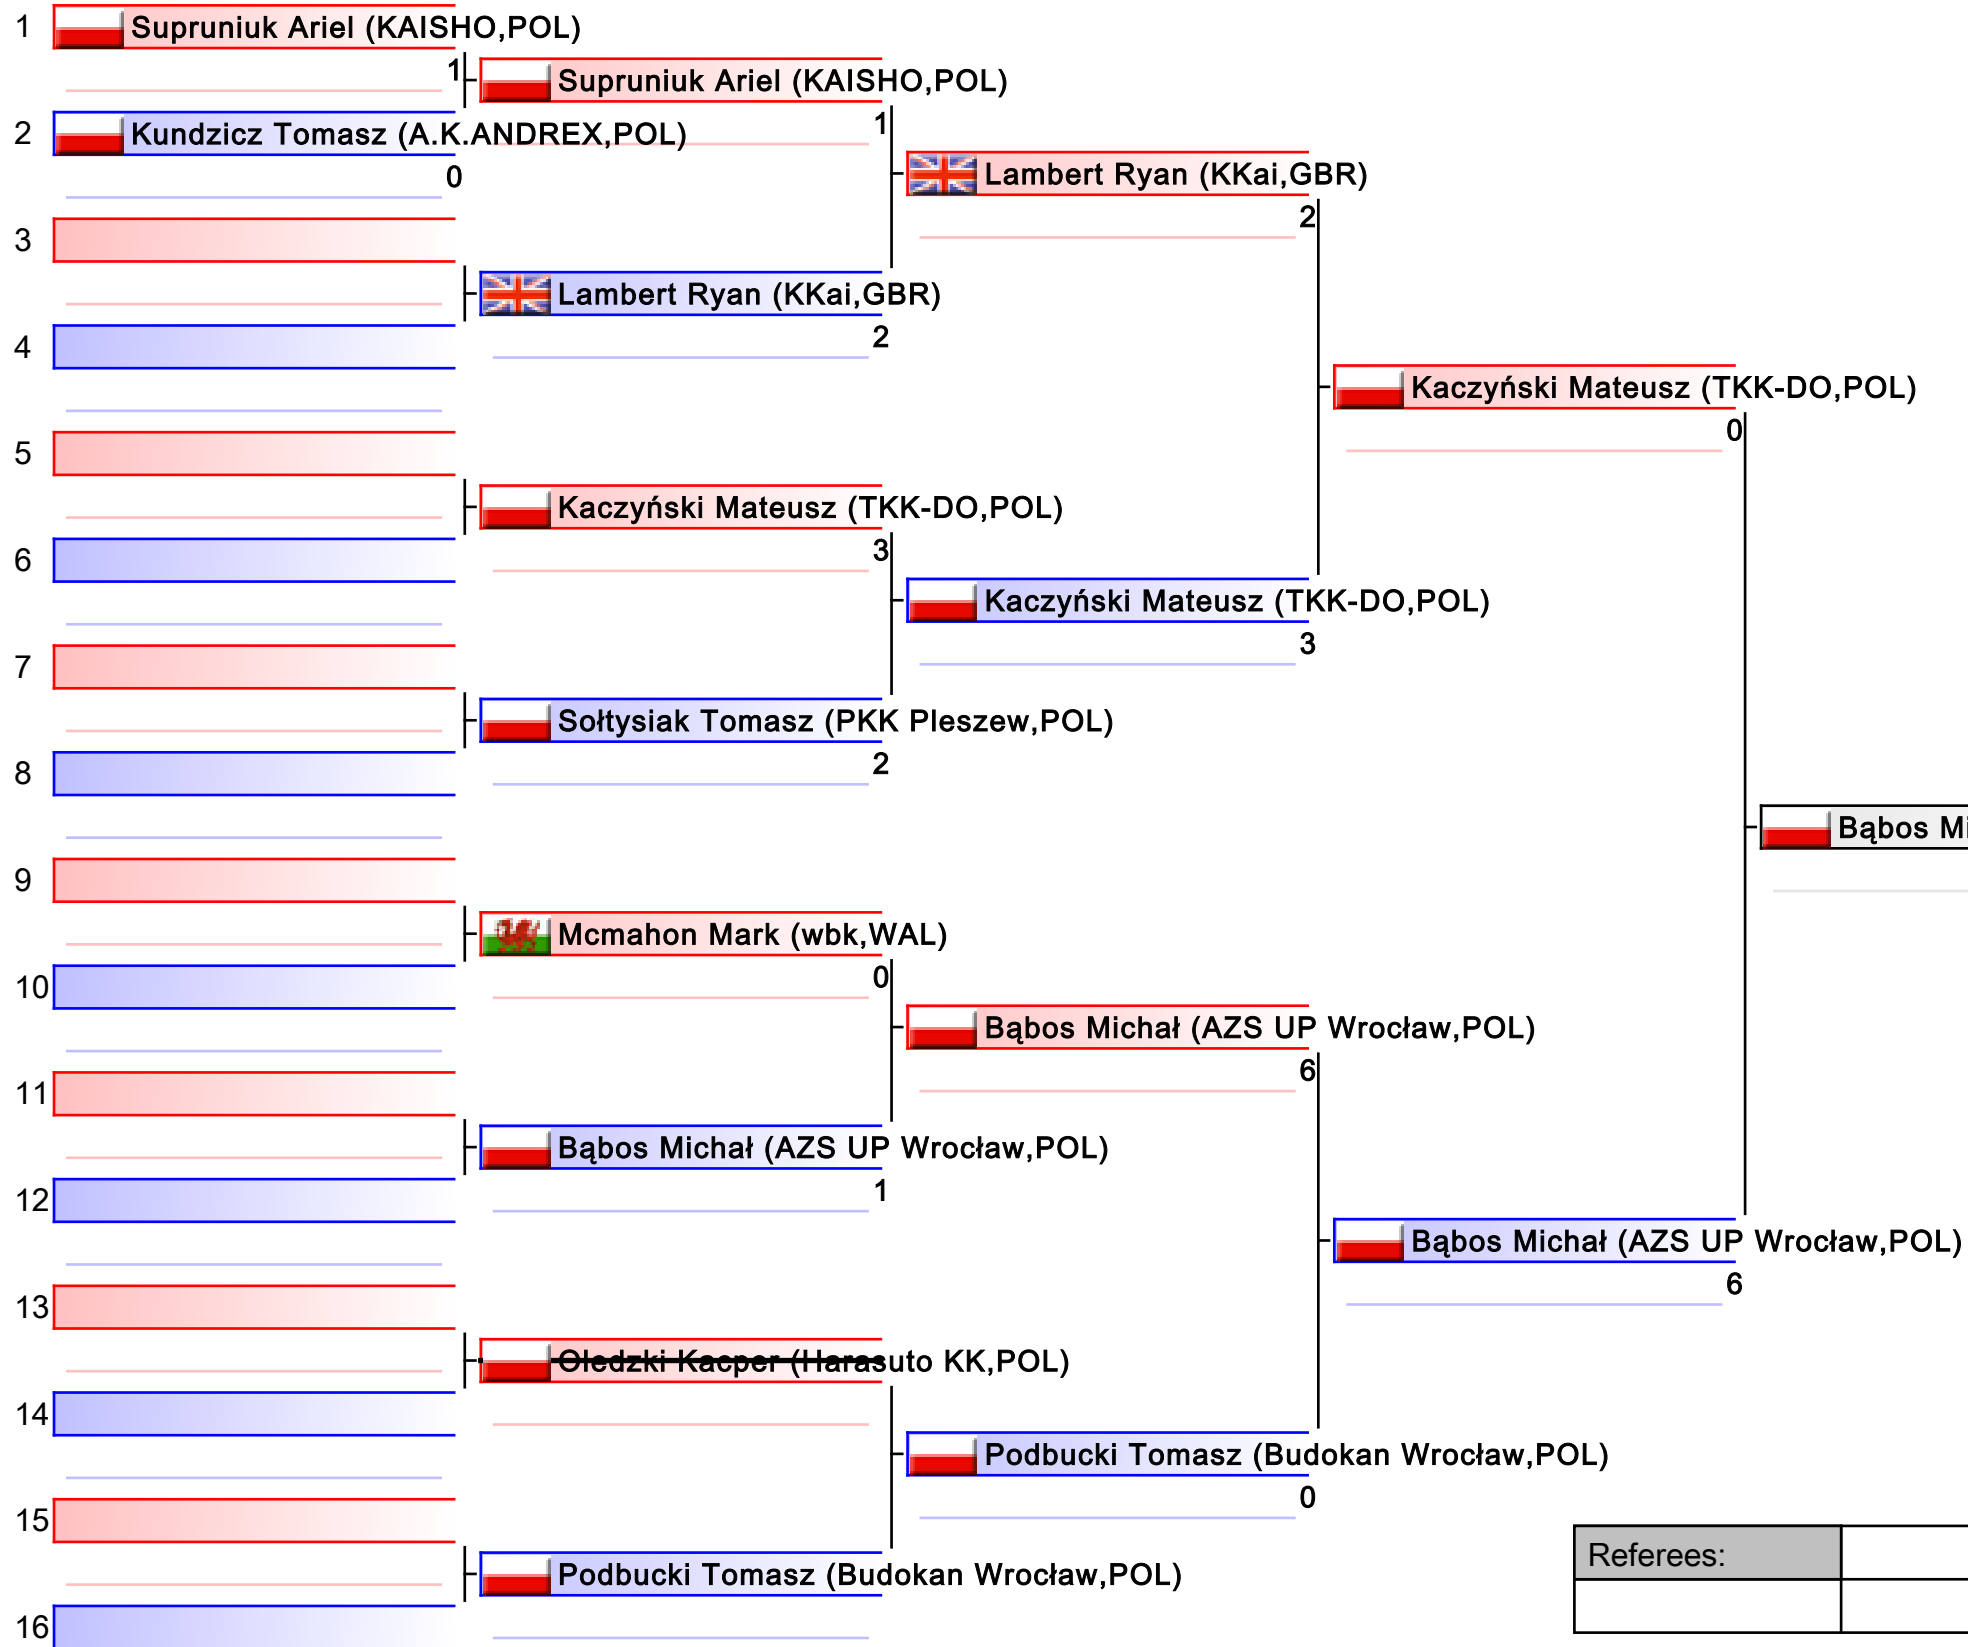 1 Supruniuk Ariel (KAISHO,POL)
1
Supruniuk Ariel (KAISHO,POL)
1
2 Kundzicz Tomasz (A.K.ANDREX,POL)
0
Lambert Ryan (KKai,GBR)
2
3
Lambert Ryan (KKai,GBR)
2
4
Kaczyński Mateusz (TKK-DO,POL)
0
5
Kaczyński Mateusz (TKK-DO,POL)
3
6
Kaczyński Mateusz (TKK-DO,POL)
3
7
Sołtysiak Tomasz (PKK Pleszew,POL)
2
8
Bąbos Mi
9
Mcmahon Mark (wbk,WAL)
0
10
Bąbos Michał (AZS UP Wrocław,POL)
6
11
Bąbos Michał (AZS UP Wrocław,POL)
1
12
Bąbos Michał (AZS UP Wrocław,POL)
6
13
Oledzki Kacper (Harasuto KK,POL)
14
Podbucki Tomasz (Budokan Wrocław,POL)
0
15
Podbucki Tomasz (Budokan Wrocław,POL)
16
Referees: